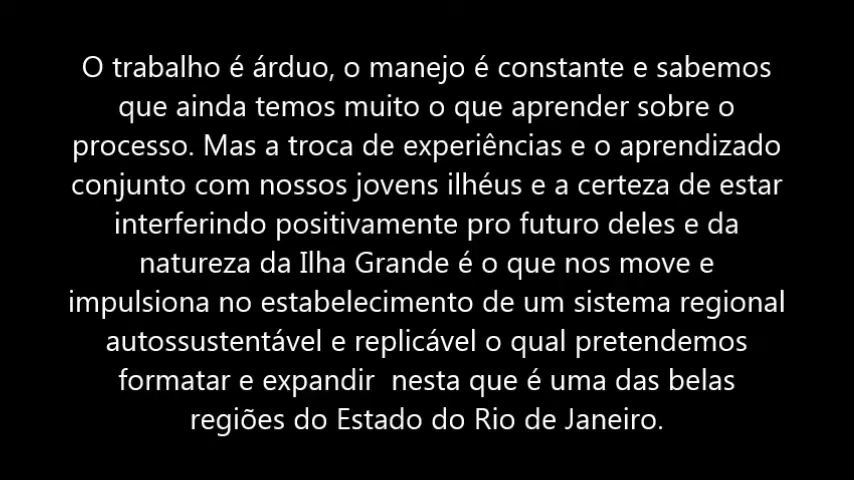 O trabalho é árduo, o manejo é constante e sabemos
que ainda temos muito o que aprender sobre o
processo. Mas a troca de experiências e o aprendizado
conjunto com nossos jovens ilhéus e a certeza de estar
interferindo positivamente pro futuro deles e da
natureza da Ilha Grande é o que nos move e
impulsiona no estabelecimento de um sistema regional
autossustentável e replicável o qual pretendemos
formatar e expandir  nesta que é uma das belas
regiões do Estado do Rio de Janeiro.